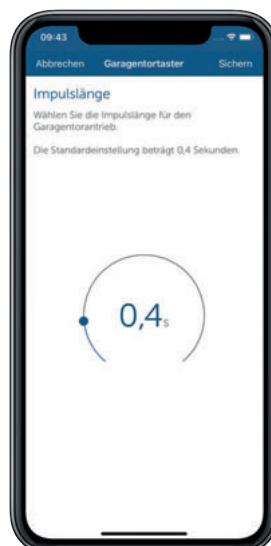 09:43
Abbrechen Garagentortaster Sichern
Impulslänge
Wählen Sie die Impulslänge für den
Garagentorantrieb.
Die Standardeinstellung beträgt 0,4 Sekunden.
0,4 s